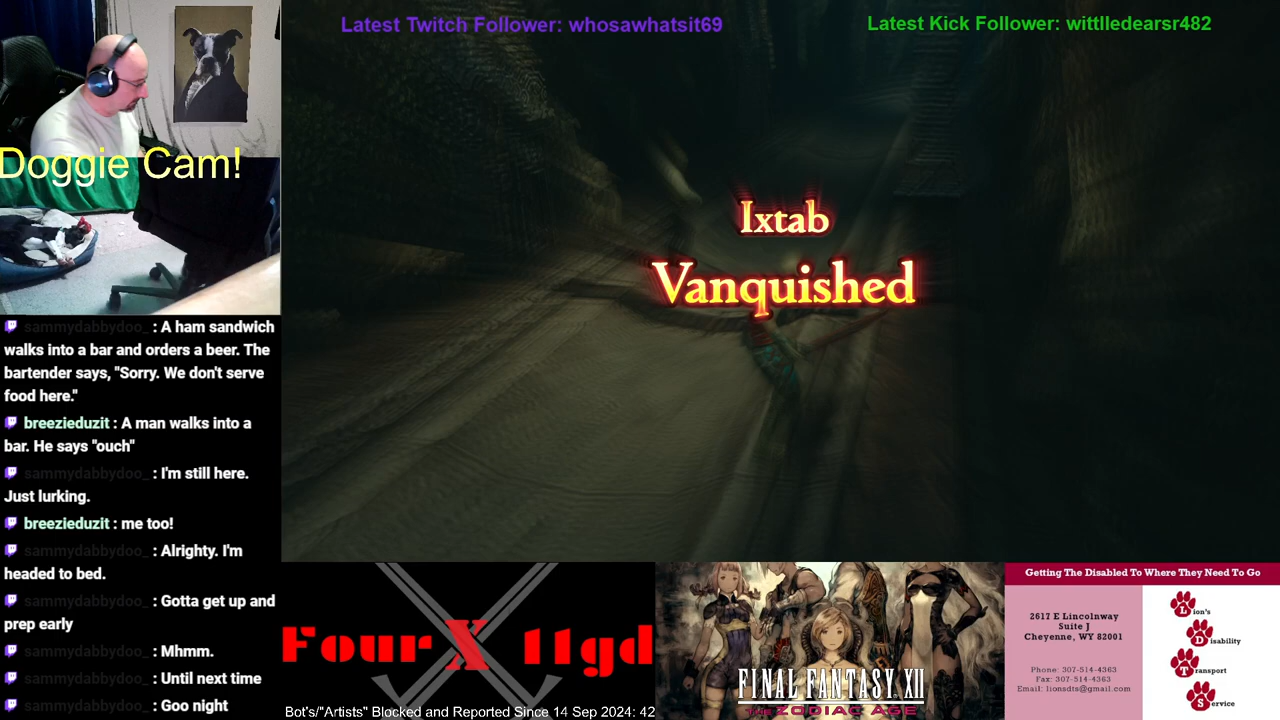 Latest Twitch Follower: whosawhatsit69
Latest Kick Follower: wittlledearsr482
Doggie Cam!
Ixtab
Vanquished
sammydabbydoo_ : A ham sandwich
walks into a bar and orders a beer. The
bartender says, "Sorry. We don't serve
food here."
breezieduzit : A man walks into a
bar. He says "ouch"
sammydabbydoo_ : I'm still here.
Just lurking.
breezieduzit : me too!
sammydabbydoo_ : Alrighty. I'm
headed to bed.
sammydabbydoo_ : Gotta get up and
prep early
sammydabbydoo_ : Mhmm.
sammydabbydoo_ : Until next time
sammydabbydoo_ : Goo night
Four X 11gd
Bot's/"Artists" Blocked and Reported Since 14 Sep 2024: 42
FINAL FANTASY XII
THE ZODIAC AGE
Getting The Disabled To Where They Need To Go
2617 E Lincolnway
Suite J
Cheyenne, WY 82001
Phone: 307-514-4363
Fax: 307-514-4363
Email: lionsdts@gmail.com
Lion's
Disability
Transport
Service